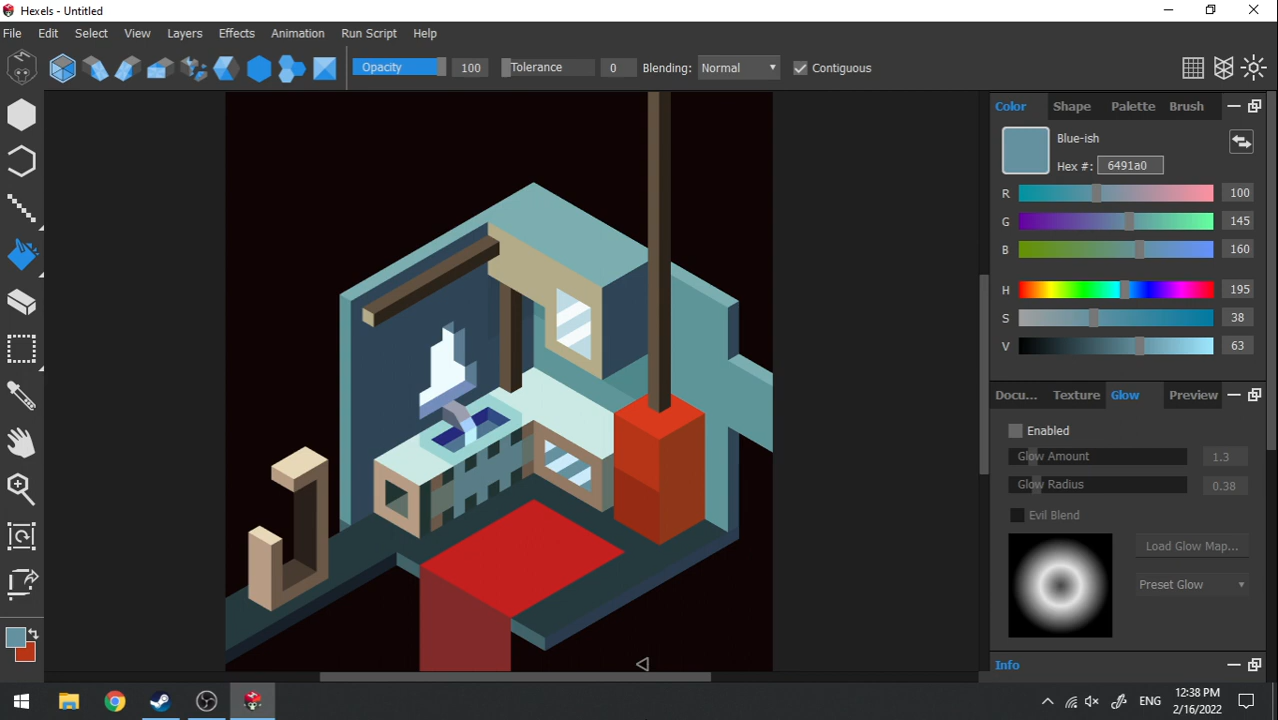 Hexels - Untitled
File Edit Select View Layers Effects Animation Run Script Help
Opacity 100 Tolerance 0 Blending: Normal Contiguous
Color Shape Palette Brush
Blue-ish
Hex #: 6491a0
R 100
G 145
B 160
H 195
S 38
V 63
Docu... Texture Glow Preview
Enabled
Glow Amount 1.3
Glow Radius 0.38
Evil Blend
Load Glow Map...
Preset Glow
Info
ENG
12:38 PM
2/16/2022